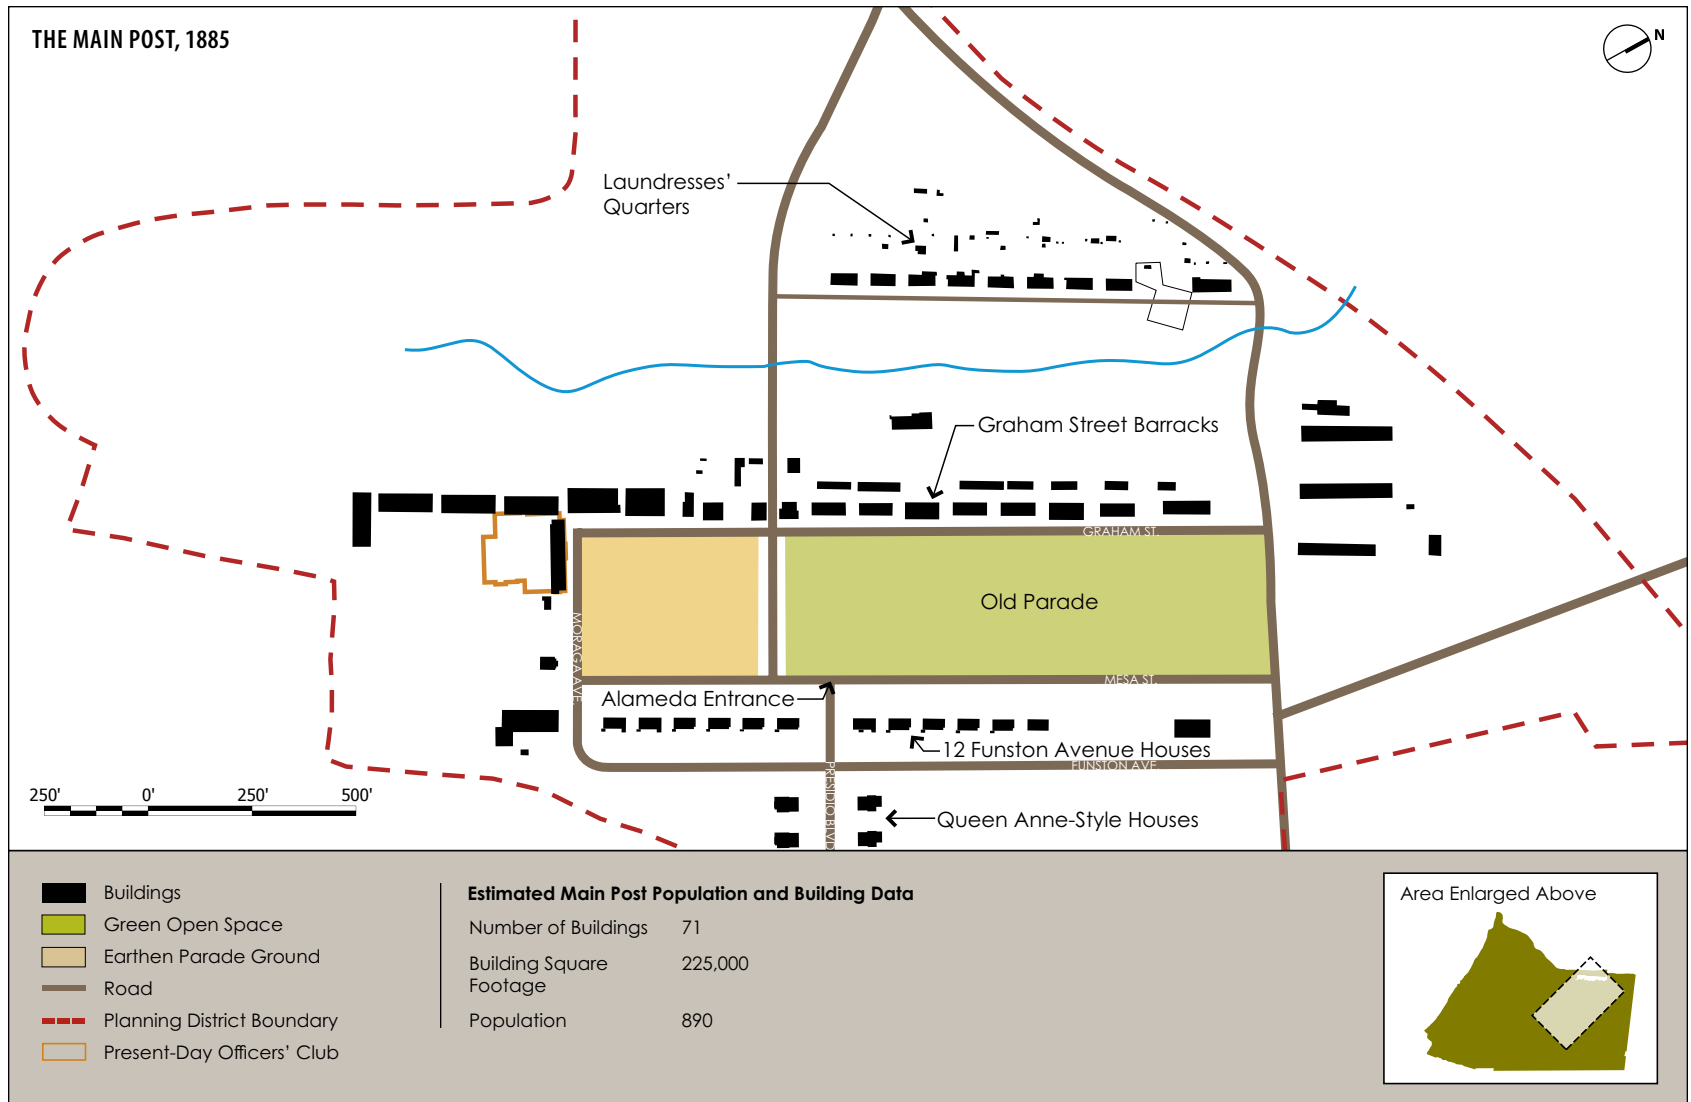 THE MAIN POST, 1885
N
Laundresses'
Quarters
Graham Street Barracks
GRAHAM ST.
Old Parade
MORAGA AVE.
MESA ST.
Alameda Entrance
12 Funston Avenue Houses
FUNSTON AVE
PRESIDIO BLVD
Queen Anne-Style Houses
250' 0' 250' 500'
Buildings
Green Open Space
Earthen Parade Ground
Road
Planning District Boundary
Present-Day Officers' Club
Estimated Main Post Population and Building Data
Number of Buildings 71
Building Square 225,000
Footage
Population 890
Area Enlarged Above